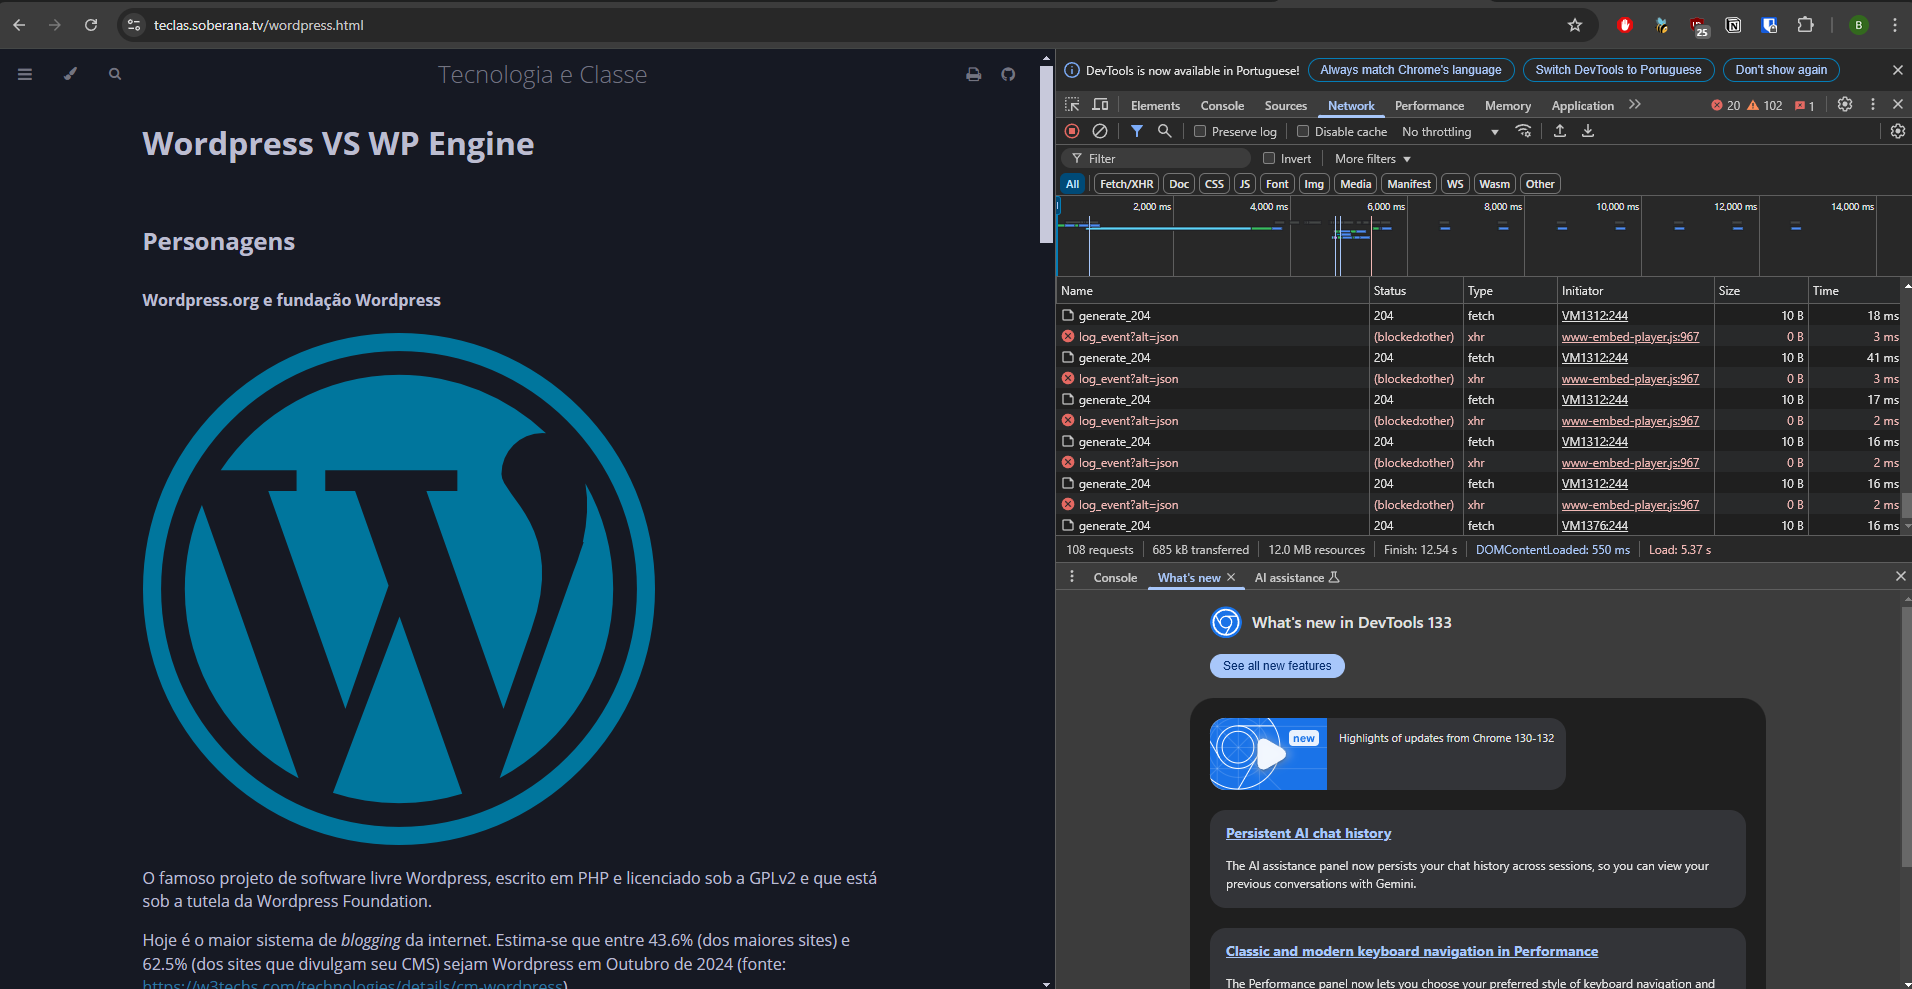 teclas.soberana.tv/wordpress.html
25
B
Tecnologia e Classe
Wordpress VS WP Engine
Personagens
Wordpress.org e fundação Wordpress
O famoso projeto de software livre Wordpress, escrito em PHP e licenciado sob a GPLv2 e que está
sob a tutela da Wordpress Foundation.
Hoje é o maior sistema de blogging da internet. Estima-se que entre 43.6% (dos maiores sites) e
62.5% (dos sites que divulgam seu CMS) sejam Wordpress em Outubro de 2024 (fonte:
https://w3techs.com/technologies/details/cm-wordpress)
DevTools is now available in Portuguese! Always match Chrome's language Switch DevTools to Portuguese Don't show again
Elements Console Sources Network Performance Memory Application 20 102 1
Preserve log Disable cache No throttling
Filter Invert More filters
All Fetch/XHR Doc CSS JS Font Img Media Manifest WS Wasm Other
2,000 ms 4,000 ms 6,000 ms 8,000 ms 10,000 ms 12,000 ms 14,000 ms
Name Status Type Initiator Size Time
generate_204 204 fetch VM1312:244 10 B 18 ms
log_event?alt=json (blocked:other) xhr www-embed-player.js:967 0 B 3 ms
generate_204 204 fetch VM1312:244 10 B 41 ms
log_event?alt=json (blocked:other) xhr www-embed-player.js:967 0 B 3 ms
generate_204 204 fetch VM1312:244 10 B 17 ms
log_event?alt=json (blocked:other) xhr www-embed-player.js:967 0 B 2 ms
generate_204 204 fetch VM1312:244 10 B 16 ms
log_event?alt=json (blocked:other) xhr www-embed-player.js:967 0 B 2 ms
generate_204 204 fetch VM1312:244 10 B 16 ms
log_event?alt=json (blocked:other) xhr www-embed-player.js:967 0 B 2 ms
generate_204 204 fetch VM1376:244 10 B 16 ms
108 requests 685 kB transferred 12.0 MB resources Finish: 12.54 s DOMContentLoaded: 550 ms Load: 5.37 s
Console What's new AI assistance
What's new in DevTools 133
See all new features
new
Highlights of updates from Chrome 130-132
Persistent AI chat history
The AI assistance panel now persists your chat history across sessions, so you can view your
previous conversations with Gemini.
Classic and modern keyboard navigation in Performance
The Performance panel now lets you choose your preferred style of keyboard navigation and